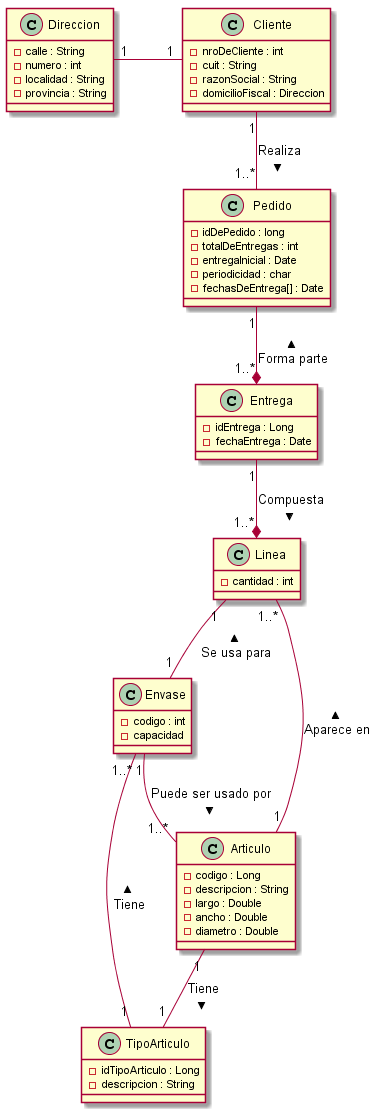 C Direccion
calle : String
numero : int
localidad : String
provincia : String
1
1
C Cliente
nroDeCliente : int
cuit : String
razonSocial : String
domicilioFiscal : Direccion
1
Realiza
1..*
C Pedido
idDePedido : long
totalDeEntregas : int
entregaInicial : Date
periodicidad : char
fechasDeEntrega[] : Date
1
Forma parte
1..*
C Entrega
idEntrega : Long
fechaEntrega : Date
1
Compuesta
1..*
C Linea
cantidad : int
1
1..*
Se usa para
1
C Envase
codigo : int
capacidad
Aparece en
1..*
1
Puede ser usado por
1..*
1
C Articulo
codigo : Long
descripcion : String
largo : Double
ancho : Double
diametro : Double
Tiene
1
Tiene
1
1
C TipoArticulo
idTipoArticulo : Long
descripcion : String